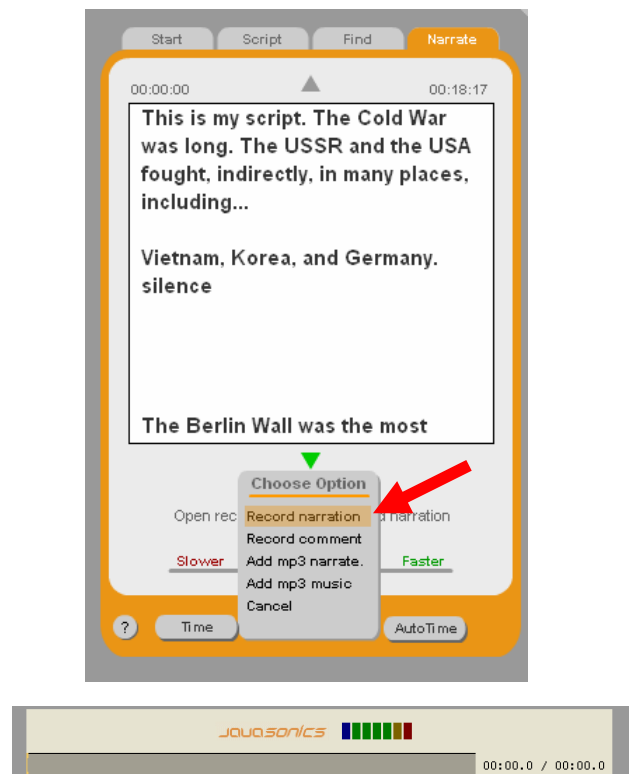 Start Script Find Narrate
00:00:00 00:18:17
This is my script. The Cold War
was long. The USSR and the USA
fought, indirectly, in many places,
including...
Vietnam, Korea, and Germany.
silence
The Berlin Wall was the most
Choose Option
Open rec Record narration narration
Record comment
Slower Add mp3 narrate. Faster
Add mp3 music
Cancel
? Time AutoTime
javasonics
00:00.0 / 00:00.0